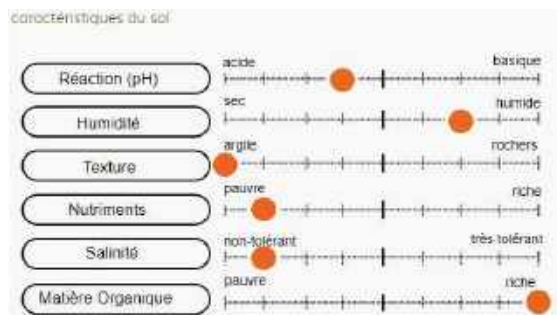 caroctéristiques du sol
acide basique
Réaction (pH)
sec humide
Humidité
argile rochers
Texture
pauvre riche
Nutriments
non-tolérant très tolérant
Salinité
pauvre riche
Matière Organique